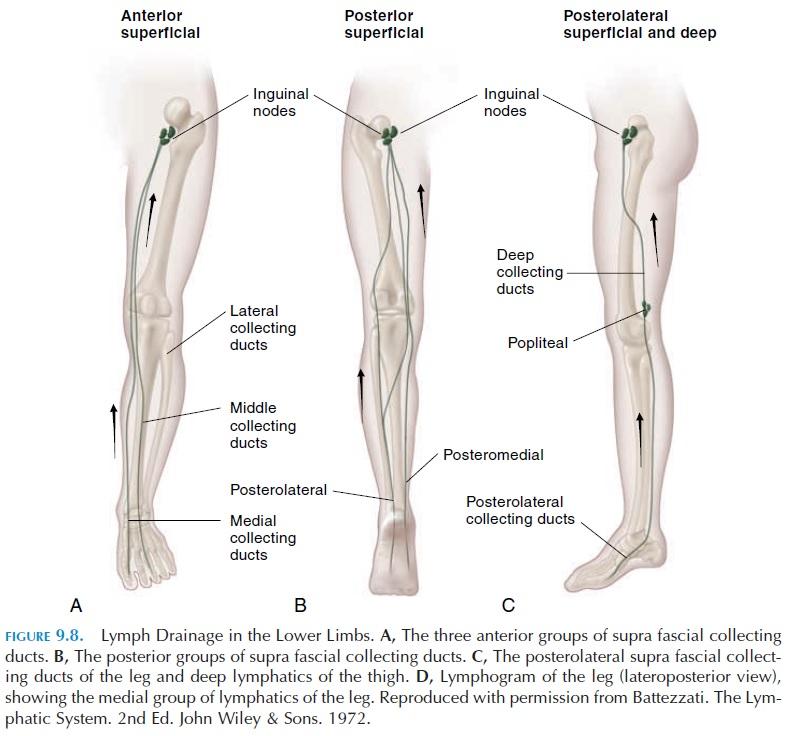 Anterior
superficial
Posterior
superficial
Posterolateral
superficial and deep
Inguinal
nodes
Inguinal
nodes
Lateral
collecting
ducts
Middle
collecting
ducts
Posterolateral
Medial
collecting
ducts
Posteromedial
Deep
collecting
ducts
Popliteal
Posterolateral
collecting ducts
A
B
C
FIGURE 9.8. Lymph Drainage in the Lower Limbs. A, The three anterior groups of supra fascial collecting
ducts. B, The posterior groups of supra fascial collecting ducts. C, The posterolateral supra fascial collect-
ing ducts of the leg and deep lymphatics of the thigh. D, Lymphogram of the leg (lateroposterior view),
showing the medial group of lymphatics of the leg. Reproduced with permission from Battezzati. The Lym-
phatic System. 2nd Ed. John Wiley & Sons. 1972.